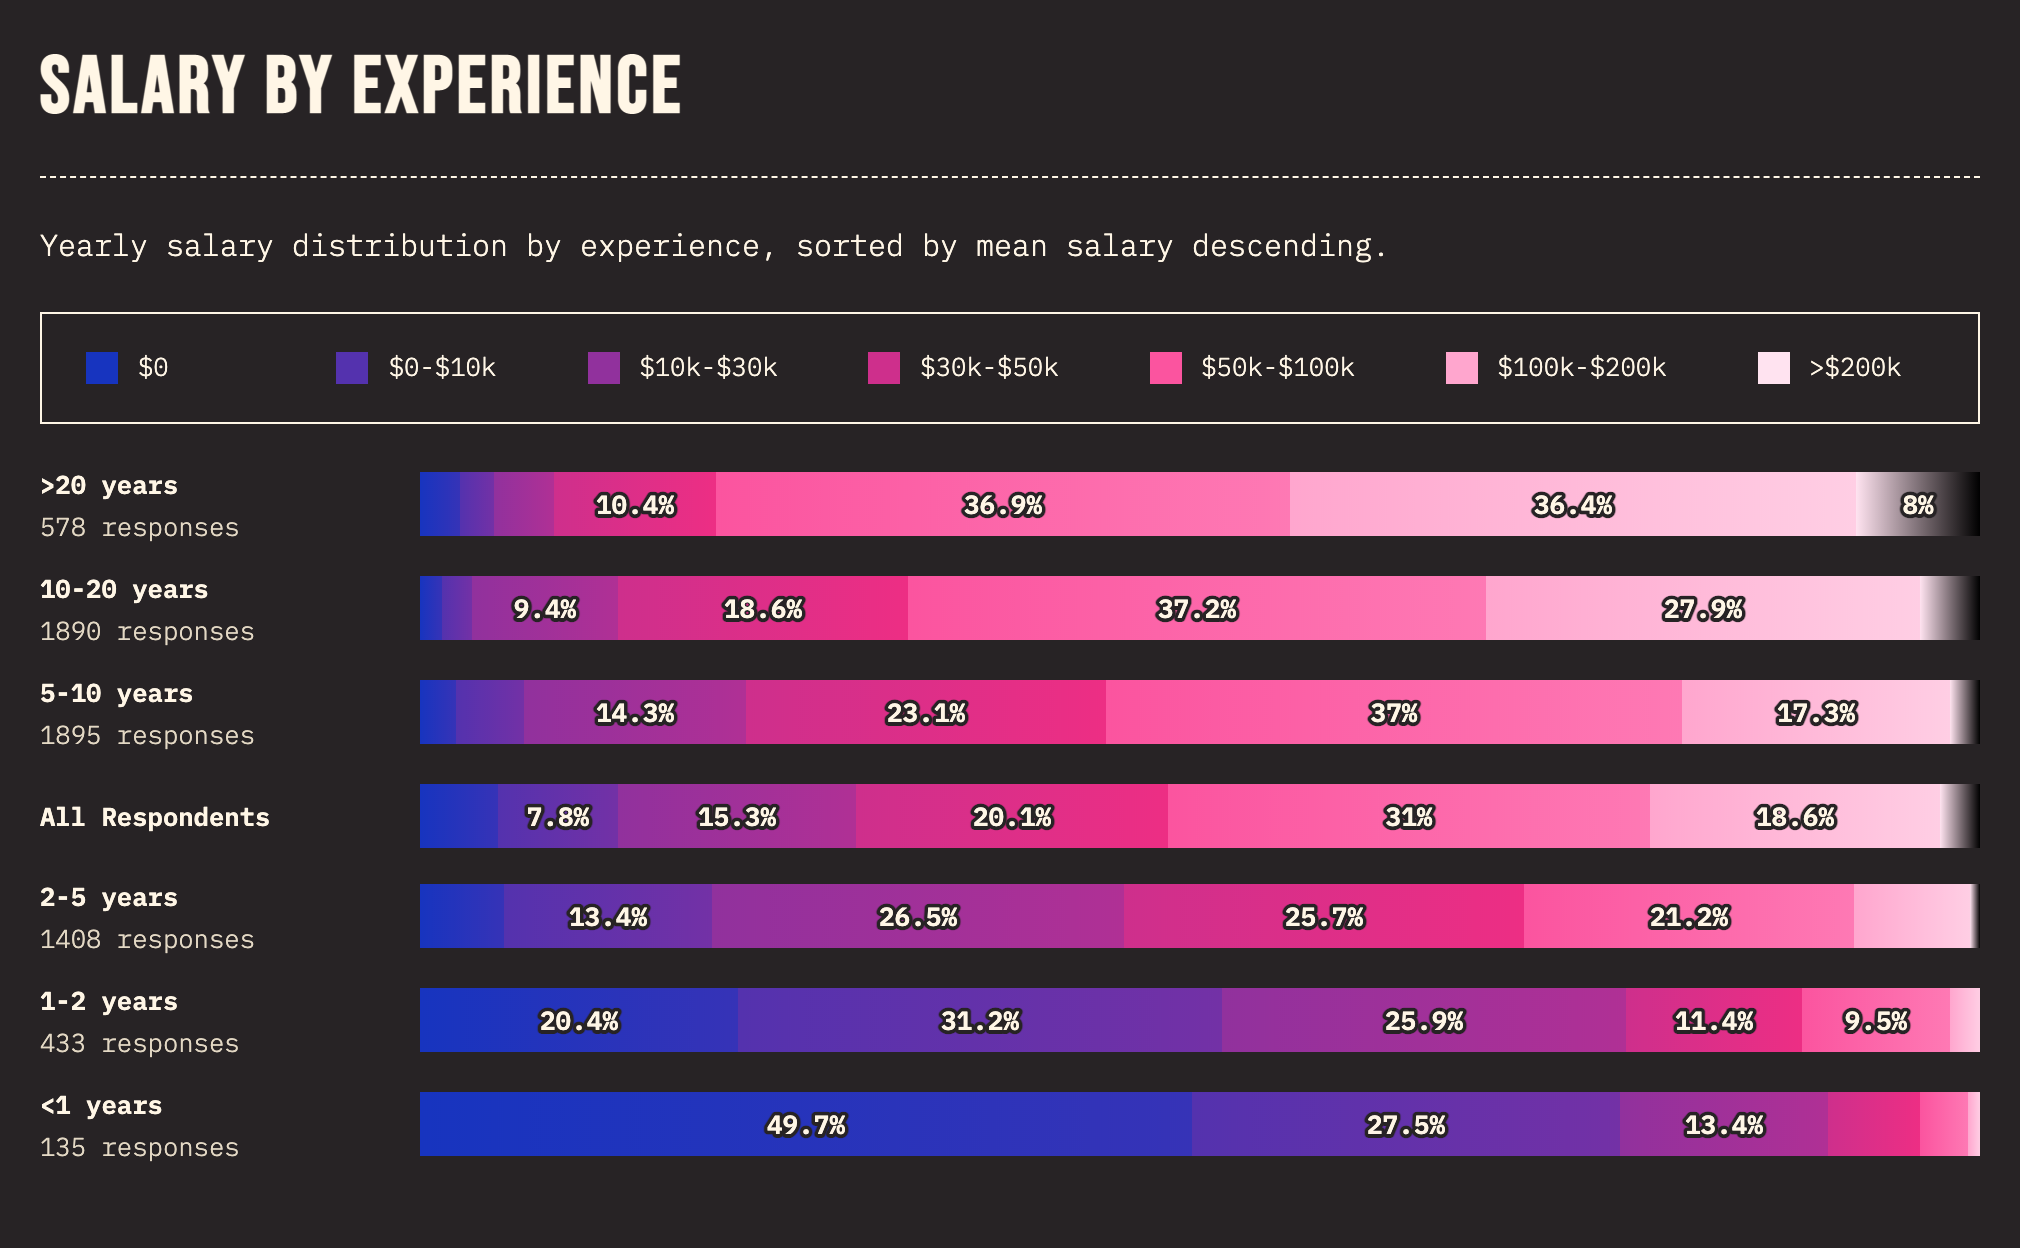 SALARY BY EXPERIENCE
Yearly salary distribution by experience, sorted by mean salary descending.
$0 $0-$10k $10k-$30k $30k-$50k $50k-$100k $100k-$200k >$200k
>20 years
578 responses
10.4% 36.9% 36.4% 8%
10-20 years
1890 responses
9.4% 18.6% 37.2% 27.9%
5-10 years
1895 responses
14.3% 23.1% 37% 17.3%
All Respondents
7.8% 15.3% 20.1% 31% 18.6%
2-5 years
1408 responses
13.4% 26.5% 25.7% 21.2%
1-2 years
433 responses
20.4% 31.2% 25.9% 11.4% 9.5%
<1 years
135 responses
49.7% 27.5% 13.4%